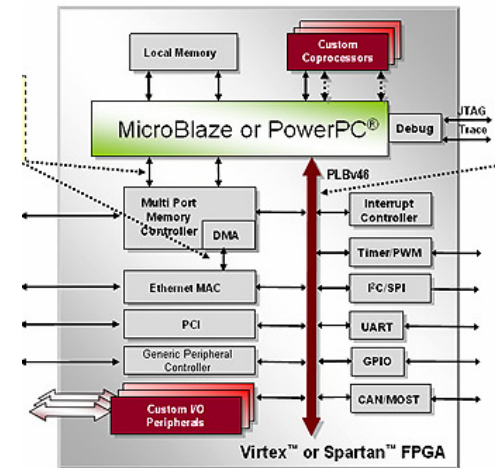 Local Memory
Custom
Coprocessors
MicroBlaze or PowerPC®
Debug
JTAG
Trace
PLBv46
Multi Port
Memory
Controller
DMA
Interrupt
Controller
Timer/PWM
Ethernet MAC
I²C/SPI
PCI
UART
Generic Peripheral
Controller
GPIO
Custom I/O
Peripherals
CAN/MOST
Virtex™ or Spartan™ FPGA